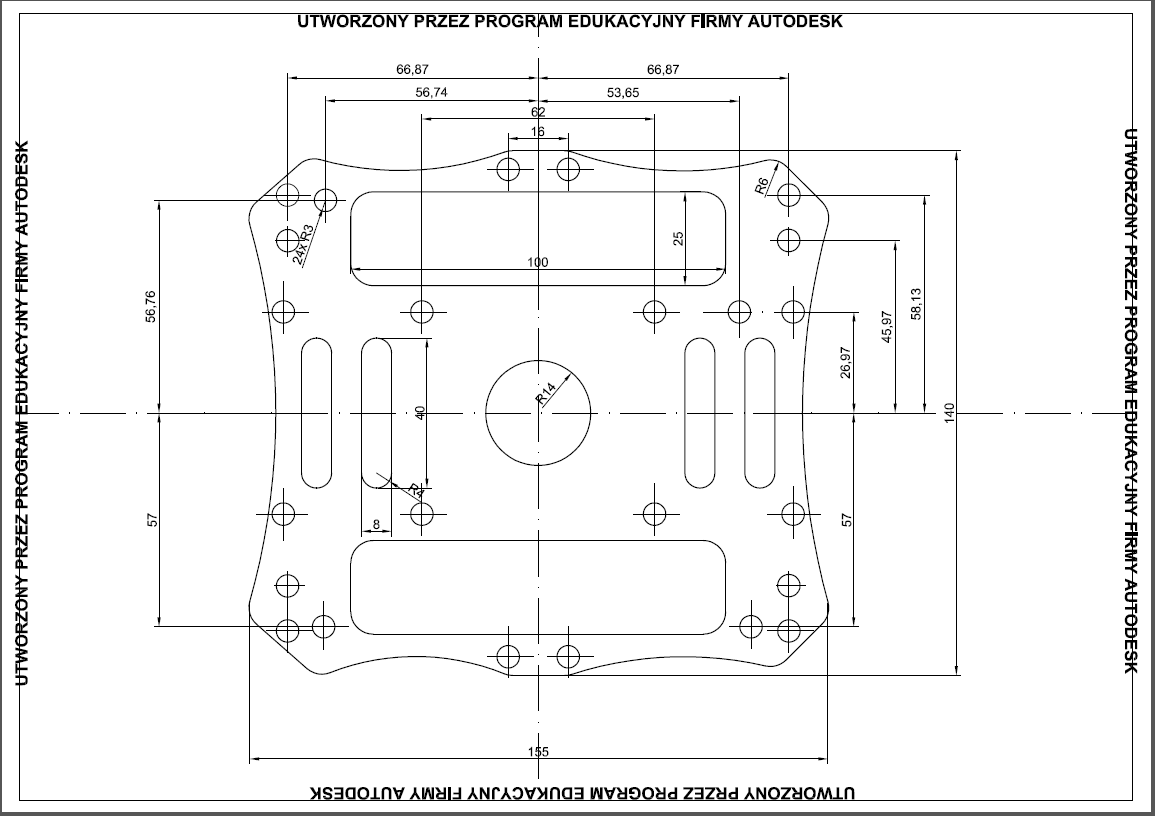 UTWORZONY PRZEZ PROGRAM EDUKACYJNY FIRMY AUTODESK
66,87
66,87
56,74
53,65
62
16
R6
24x R3
25
100
56,76
58,13
45,97
26,97
R14
40
140
R4
8
57
57
155
UTWORZONY PRZEZ PROGRAM EDUKACYJNY FIRMY AUTODESK
UTWORZONY PRZEZ PROGRAM EDUKACYJNY FIRMY AUTODESK
UTWORZONY PRZEZ PROGRAM EDUKACYJNY FIRMY AUTODESK